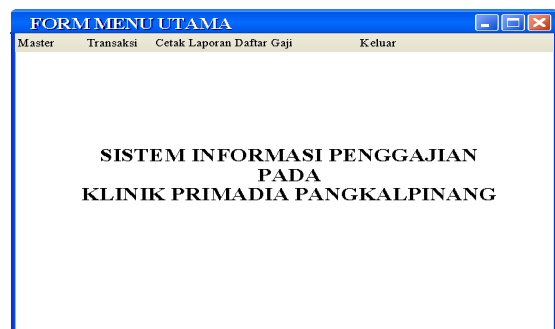 FORM MENU UTAMA
Master Transaksi Cetak Laporan Daftar Gaji Keluar
SISTEM INFORMASI PENGGAJIAN
PADA
KLINIK PRIMADIA PANGKALPINANG